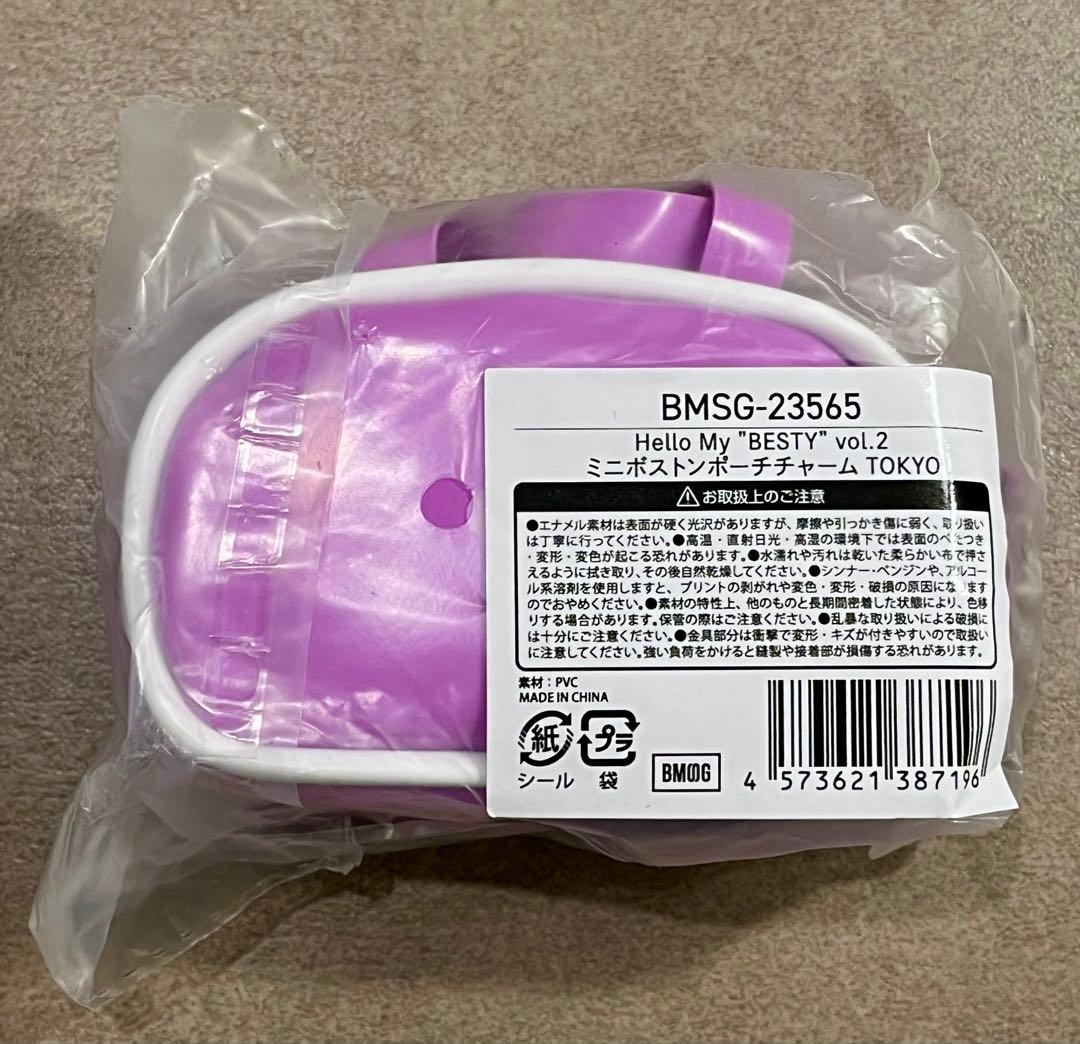 BMSG-23565
Hello My "BESTY" vol.2
ミニボストンポーチチャーム TOKYO
お取扱上のご注意
●エナメル素材は表面が硬く光沢がありますが、摩擦や引っかき傷に弱く、取り扱い
は丁寧に行ってください。●高温・直射日光・高湿の環境下では表面のべたつき
・変形・変色が起こる恐れがあります。●水濡れや汚れは乾いた柔らかい布で押さ
えるように拭き取り、その後自然乾燥してください。●シンナー・ベンジンや、アルコー
ル系溶剤を使用しますと、プリントの剥がれや変色・変形・破損の原因になります
のでおやめください。●素材の特性上、他のものと長期間密着した状態により、色移
りする場合があります。保管の際はご注意ください。●乱暴な取り扱いによる破損に
は十分にご注意ください。●金具部分は衝撃で変形・キズが付きやすいので取扱い
に注意してください。強い負荷をかけると縫製や接着部が損傷する恐れがあります。
素材：PVC
MADE IN CHINA
紙 プラ
シール 袋 BMSG 4 573621 387196